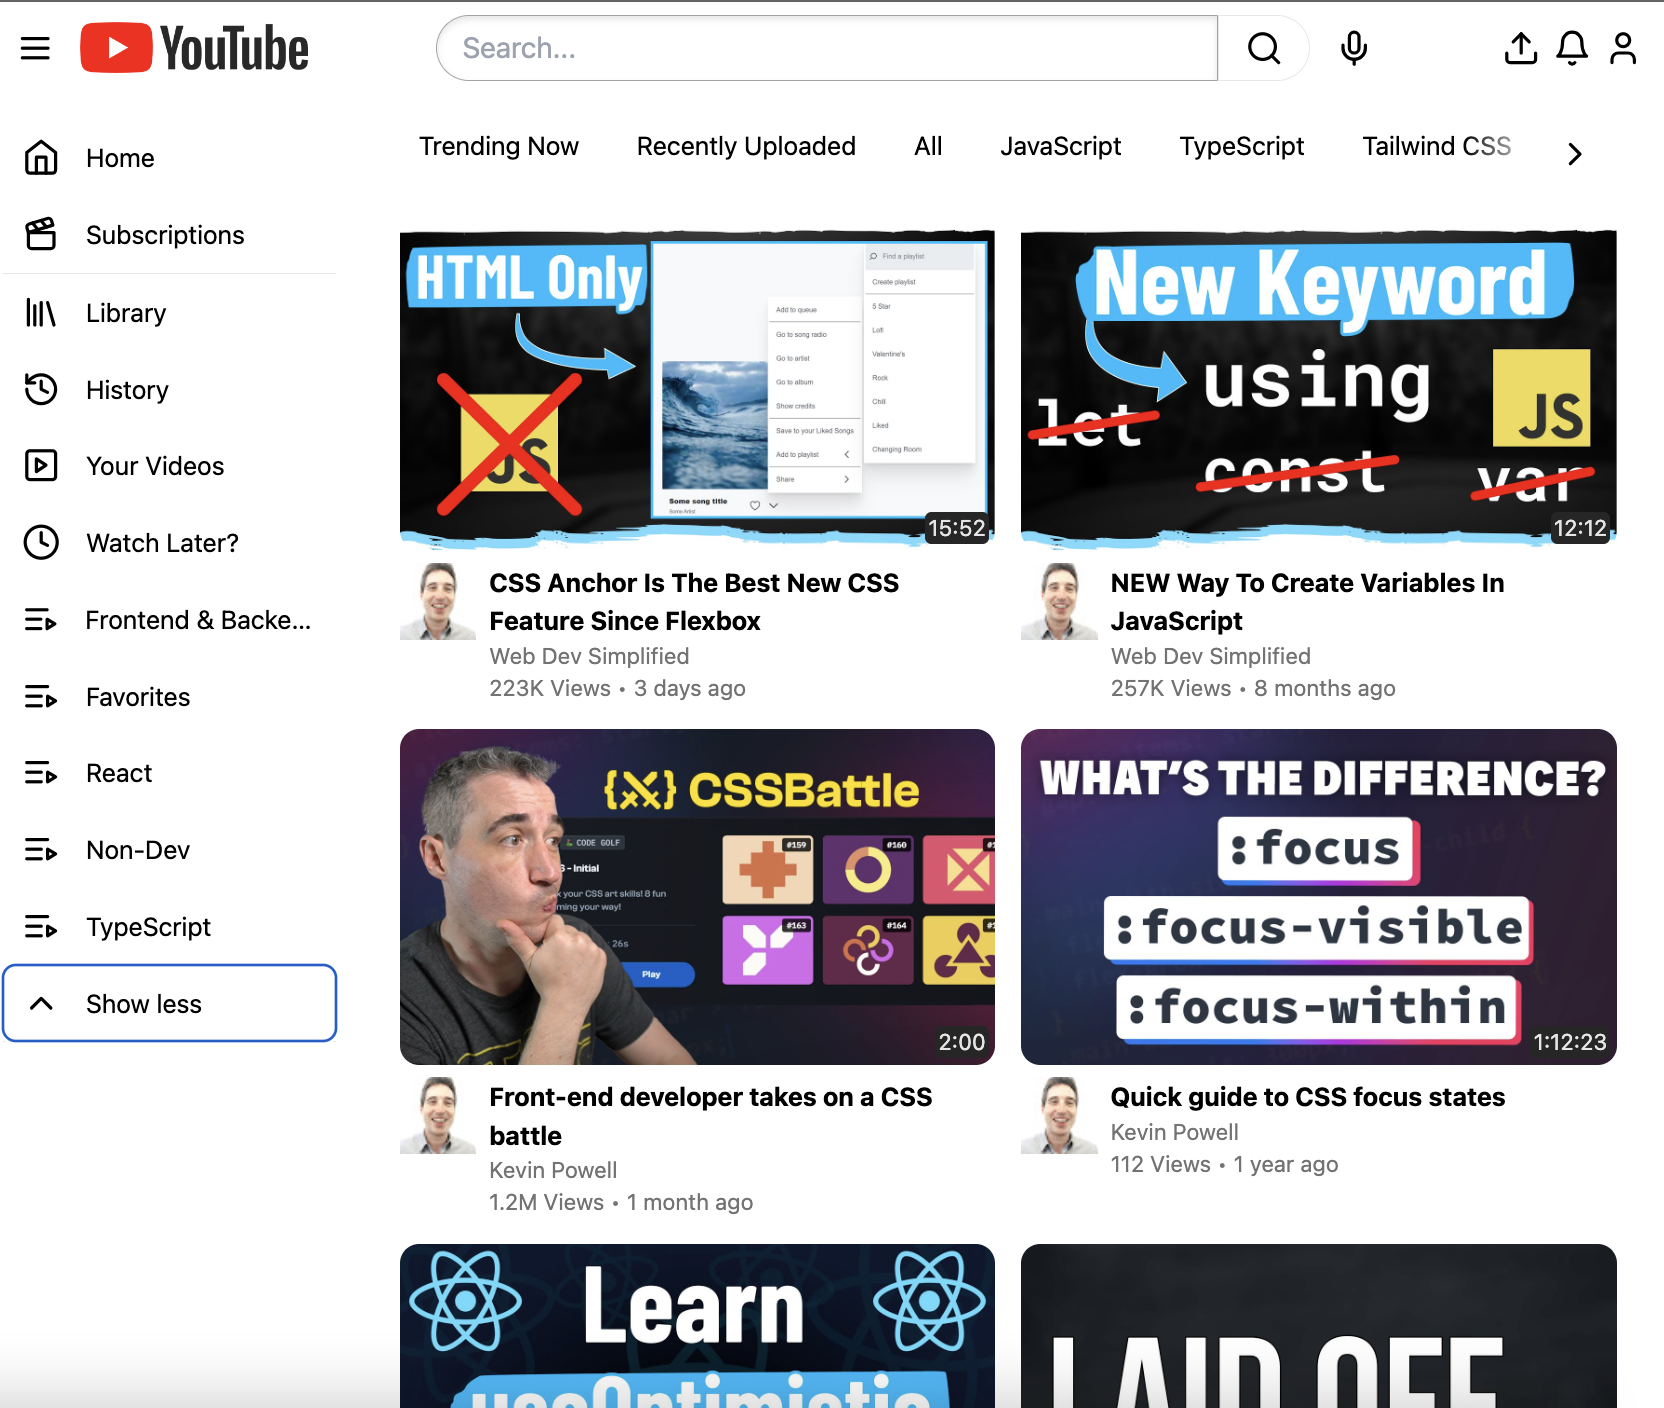 YouTube
Search...
Trending Now
Recently Uploaded
All
JavaScript
TypeScript
Tailwind CSS
Home
Subscriptions
Library
History
Your Videos
Watch Later?
Frontend & Backe...
Favorites
React
Non-Dev
TypeScript
Show less
HTML Only
JS
Find a playlist
Create playlist
5 Star
Lofi
Valentine's
Rock
Chill
Liked
Changing Room
Add to queue
Go to song radio
Go to artist
Go to album
Show credits
Save to your Liked Songs
Add to playlist
Share
Some song title
Some Artist
15:52
CSS Anchor Is The Best New CSS
Feature Since Flexbox
Web Dev Simplified
223K Views • 3 days ago
New Keyword
using
let
const
var
JS
12:12
NEW Way To Create Variables In
JavaScript
Web Dev Simplified
257K Views • 8 months ago
CSSBattle
CODE GOLF
- Initial
your CSS art skills! 8 fun
ming your way!
26s
Play
#159
#160
#163
#164
2:00
Front-end developer takes on a CSS
battle
Kevin Powell
1.2M Views • 1 month ago
WHAT'S THE DIFFERENCE?
:focus
:focus-visible
:focus-within
1:12:23
Quick guide to CSS focus states
Kevin Powell
112 Views • 1 year ago
Learn
useOptimistic
LAID OFF